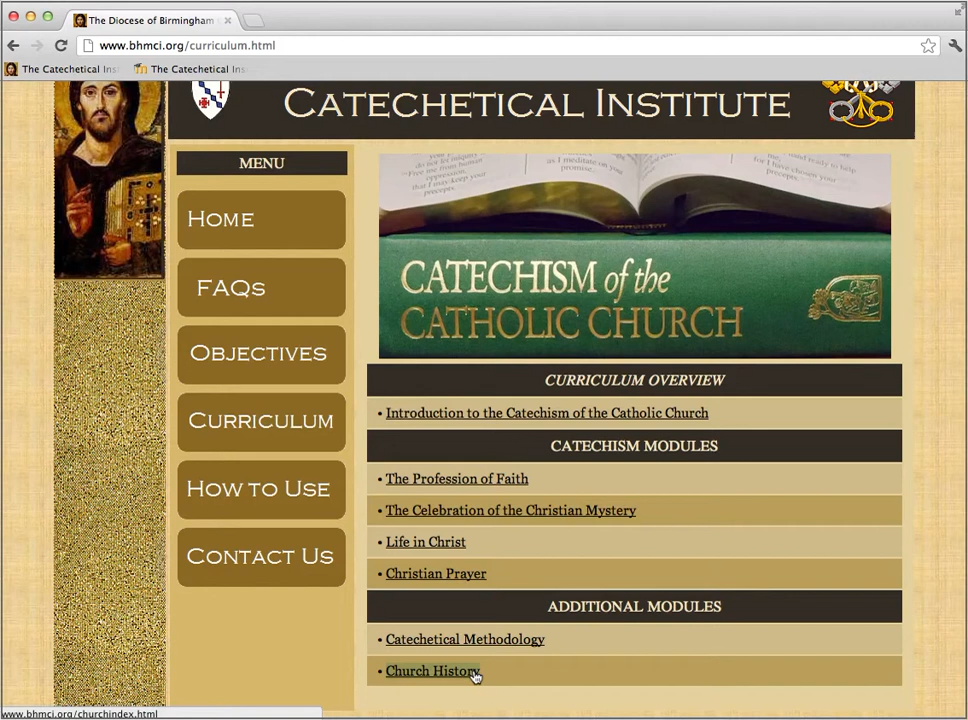 The Diocese of Birmingham
www.bhmci.org/curriculum.html
The Catechetical Ins
The Catechetical Ins
CATECHETICAL INSTITUTE
MENU
HOME
FAQs
OBJECTIVES
CURRICULUM
HOW TO USE
CONTACT US
CATECHISM of the
CATHOLIC CHURCH
CURRICULUM OVERVIEW
• Introduction to the Catechism of the Catholic Church
CATECHISM MODULES
• The Profession of Faith
• The Celebration of the Christian Mystery
• Life in Christ
• Christian Prayer
ADDITIONAL MODULES
• Catechetical Methodology
• Church History
www.bhmci.org/churchindex.html